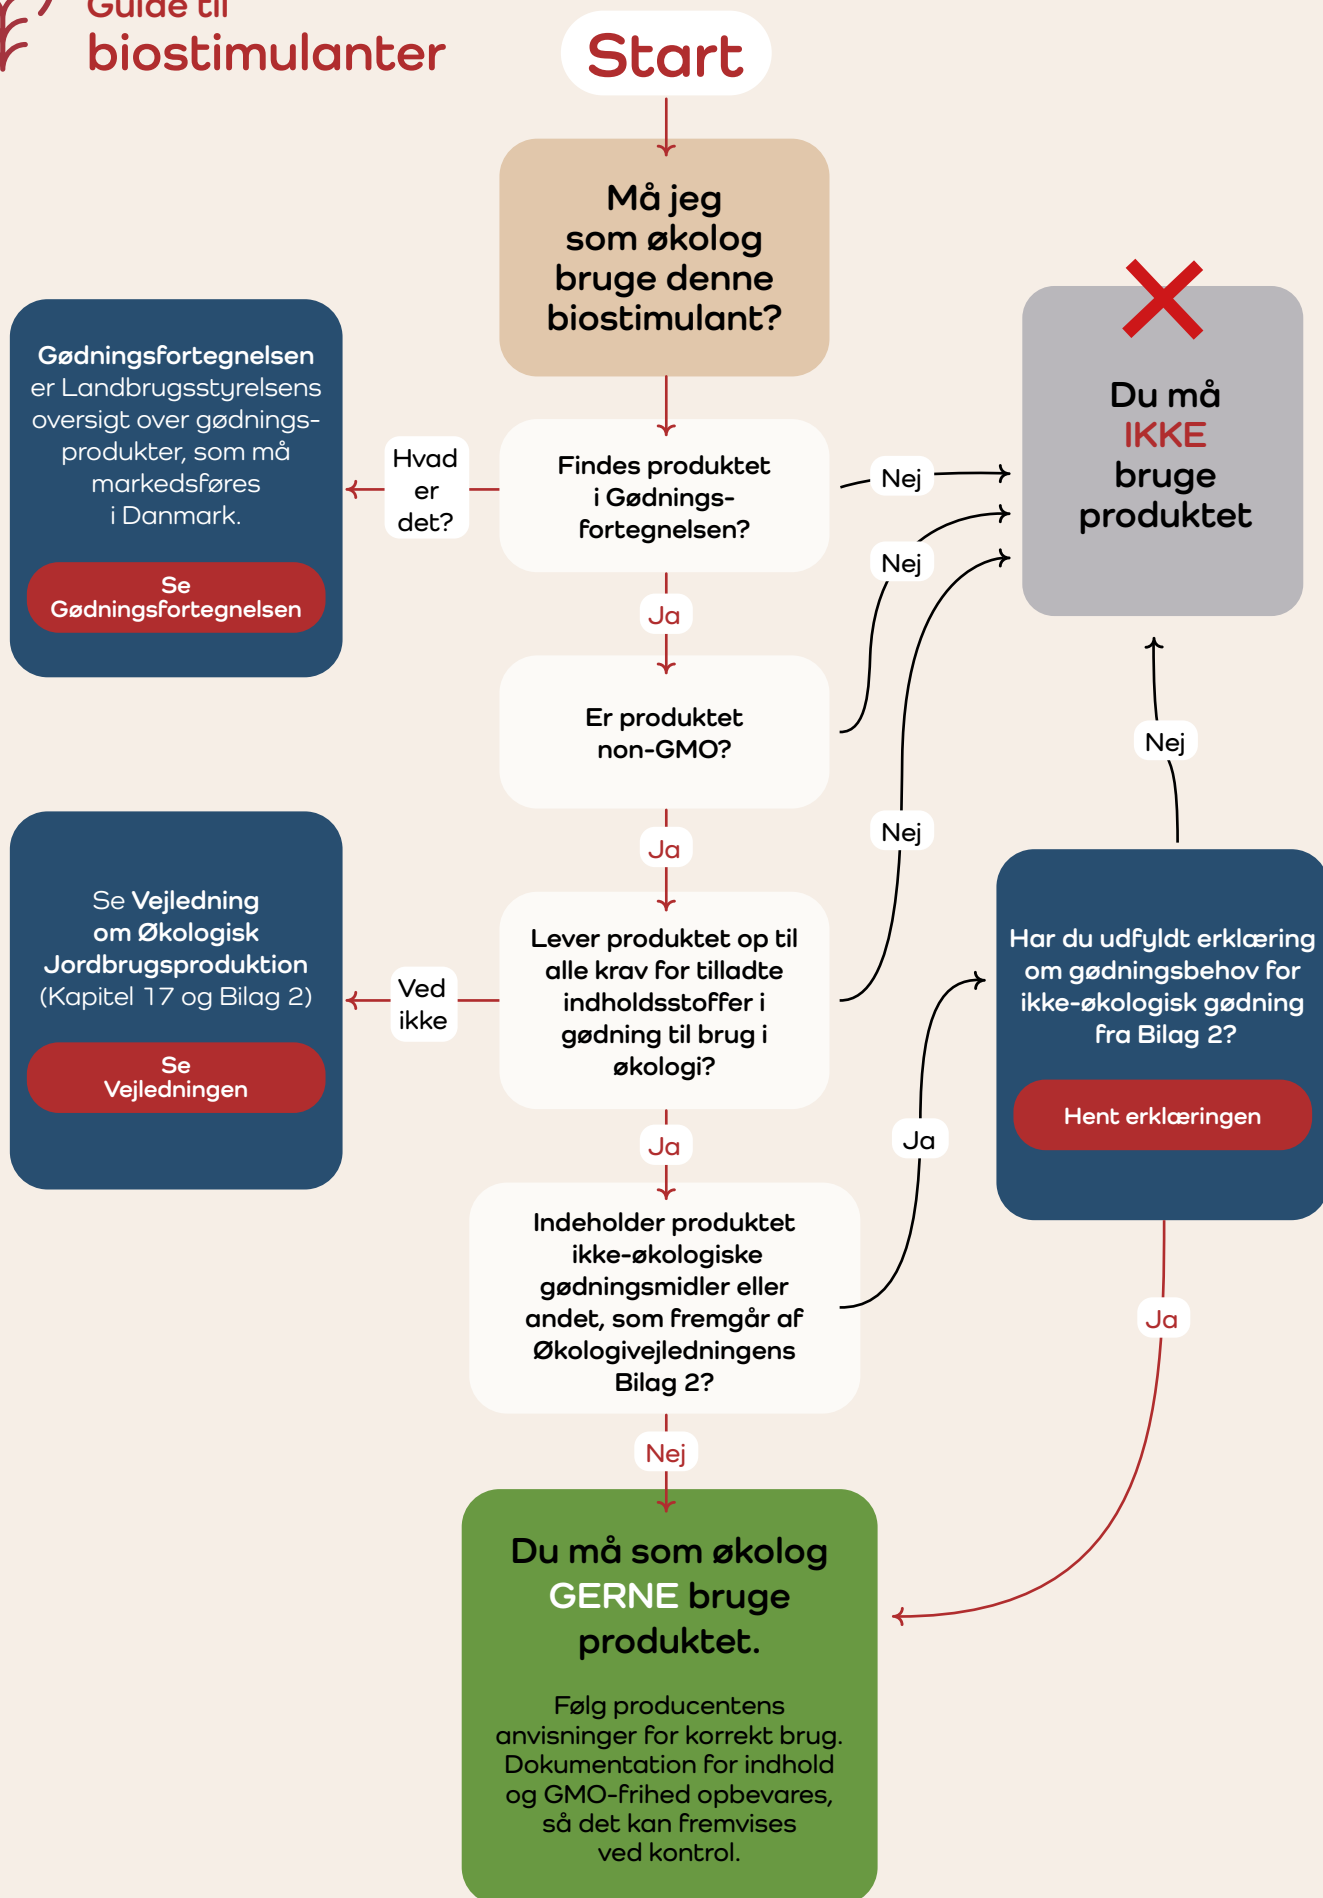 Guide til
biostimulanter
Start
Må jeg
som økolog
bruge denne
biostimulant?
Gødningsfortegnelsen
er Landbrugsstyrelsens
oversigt over gødnings-
produkter, som må
markedsføres
i Danmark.
Se
Gødningsfortegnelsen
Hvad
er
det?
Findes produktet
i Gødnings-
fortegnelsen?
Nej
Du må
IKKE
bruge
produktet
Ja
Nej
Er produktet
non-GMO?
Ja
Nej
Nej
Se Vejledning
om Økologisk
Jordbrugsproduktion
(Kapitel 17 og Bilag 2)
Se
Vejledningen
Ved
ikke
Lever produktet op til
alle krav for tilladte
indholdsstoffer i
gødning til brug i
økologi?
Har du udfyldt erklæring
om gødningsbehov for
ikke-økologisk gødning
fra Bilag 2?
Hent erklæringen
Ja
Ja
Indeholder produktet
ikke-økologiske
gødningsmidler eller
andet, som fremgår af
Økologivejledningens
Bilag 2?
Ja
Nej
Du må som økolog
GERNE bruge
produktet.
Følg producentens
anvisninger for korrekt brug.
Dokumentation for indhold
og GMO-frihed opbevares,
så det kan fremvises
ved kontrol.